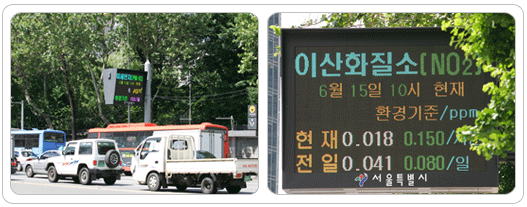 이산화질소(NO2)
6월 15일 10시 현재
환경기준/ppm
현재 0.018 0.150/시
전일 0.041 0.080/일
서울특별시